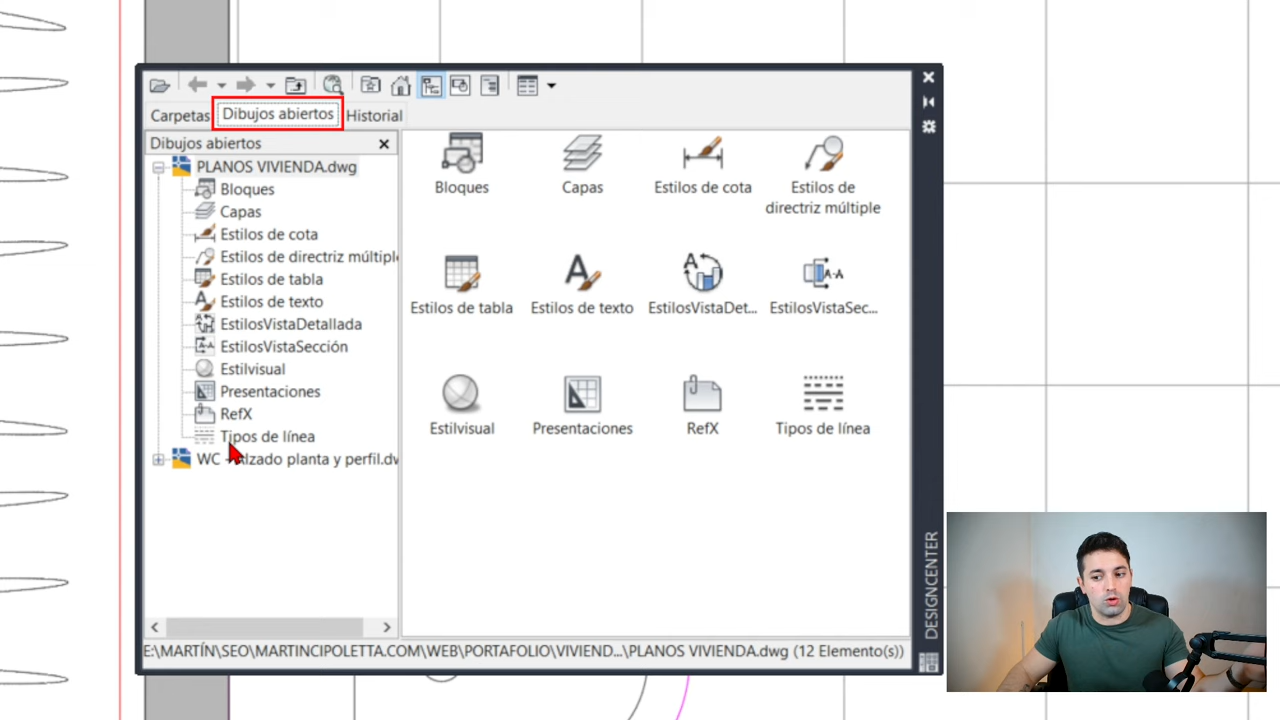 Carpetas Dibujos abiertos Historial
Dibujos abiertos
PLANOS VIVIENDA.dwg
Bloques
Capas
Estilos de cota
Estilos de directriz múltiple
Estilos de tabla
Estilos de texto
EstilosVistaDetallada
EstilosVistaSección
Estilvisual
Presentaciones
RefX
Tipos de línea
WC - Alzado planta y perfil.dw
Bloques
Capas
Estilos de cota
Estilos de
directriz múltiple
Estilos de tabla
Estilos de texto
EstilosVistaDet...
EstilosVistaSec...
Estilvisual
Presentaciones
RefX
Tipos de línea
DESIGNCENTER
E:\MARTÍN\SEO\MARTINCIPOLETTA.COM\WEB\PORTAFOLIO\VIVIEND...\PLANOS VIVIENDA.dwg (12 Elemento(s))